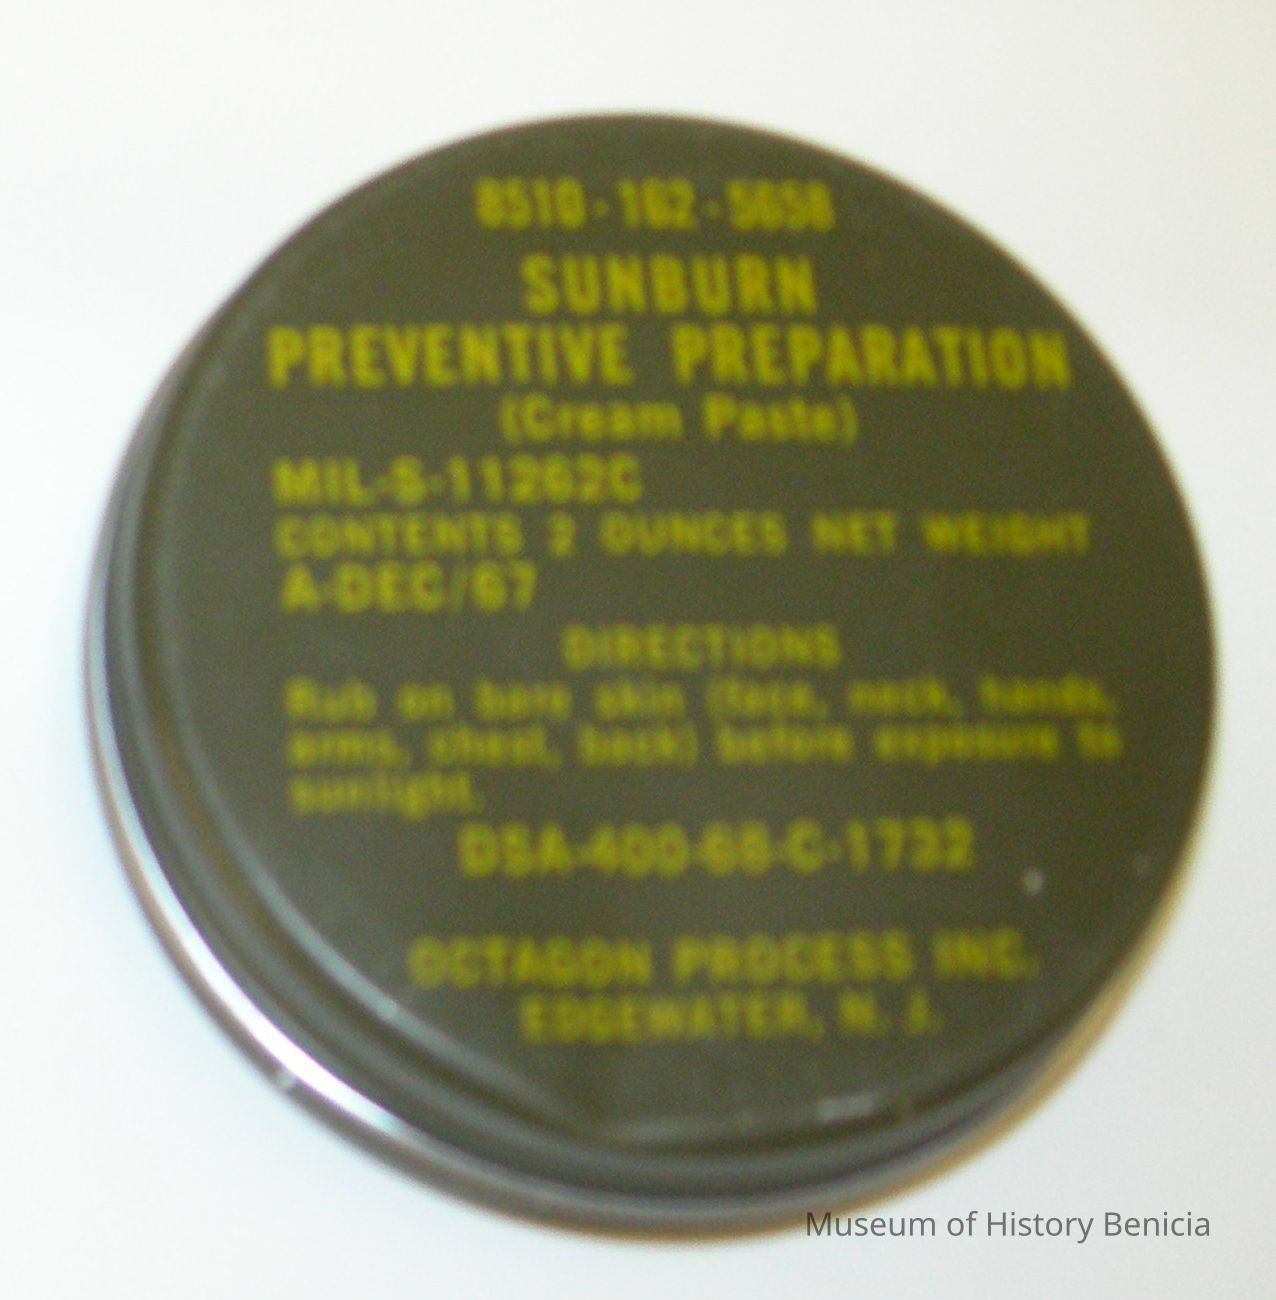 8510-162-5658
SUNBURN
PREVENTIVE PREPARATION
(Cream Paste)
MIL-S-11262C
CONTENTS 2 OUNCES NET WEIGHT
A-DEC/67
DIRECTIONS
Rub on bare skin (face, neck, hands,
arms, chest, back) before exposure to
sunlight.
DSA-400-68-C-1732
OCTAGON PROCESS INC.
EDGEWATER, N. J.
Museum of History Benicia